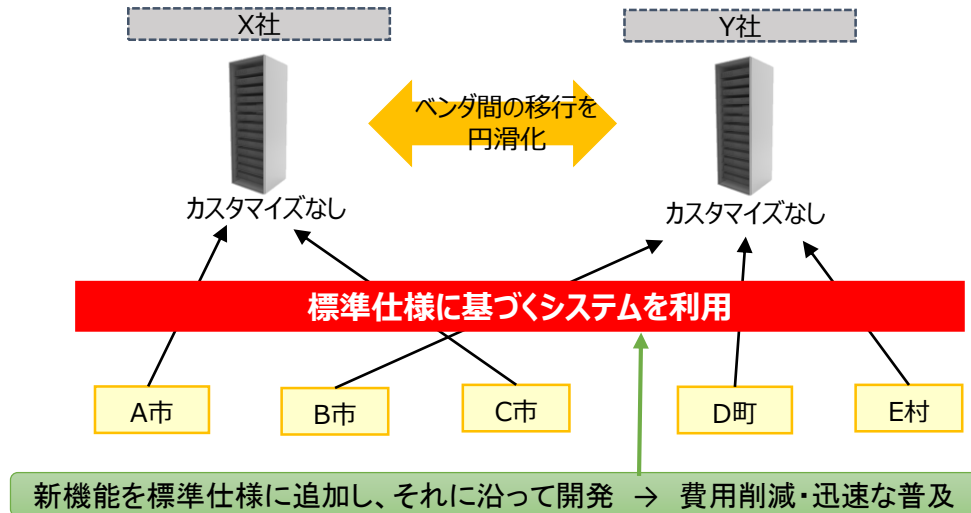 X社
Y社
ベンダ間の移行を
円滑化
カスタマイズなし
カスタマイズなし
標準仕様に基づくシステムを利用
A市
B市
C市
D町
E村
新機能を標準仕様に追加し、それに沿って開発 → 費用削減・迅速な普及